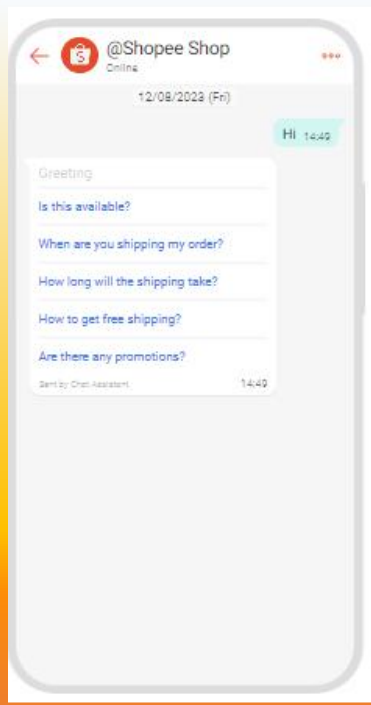 @Shopee Shop
Online
12/08/2023 (Fri)
Hi 14:49
Greeting
Is this available?
When are you shipping my order?
How long will the shipping take?
How to get free shipping?
Are there any promotions?
Sent by Chat Assistant 14:49